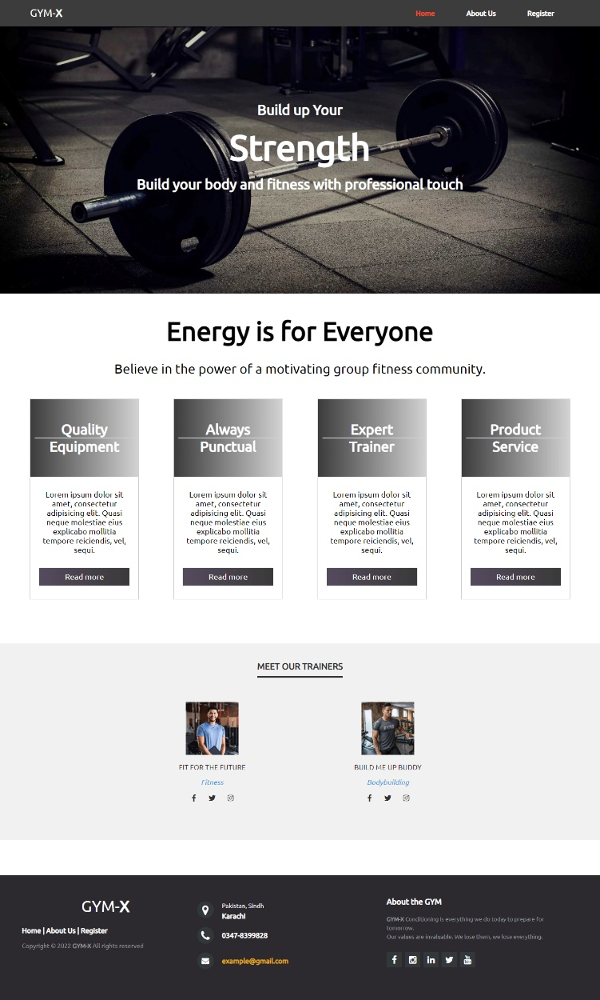 GYM-X
Home About Us Register
Build up Your
Strength
Build your body and fitness with professional touch
Energy is for Everyone
Believe in the power of a motivating group fitness community.
Quality
Equipment
Lorem ipsum dolor sit
amet, consectetur
adipisicing elit. Quasi
neque molestiae eius
explicabo mollitia
tempore reiciendis, vel,
sequi.
Read more
Always
Punctual
Lorem ipsum dolor sit
amet, consectetur
adipisicing elit. Quasi
neque molestiae eius
explicabo mollitia
tempore reiciendis, vel,
sequi.
Read more
Expert
Trainer
Lorem ipsum dolor sit
amet, consectetur
adipisicing elit. Quasi
neque molestiae eius
explicabo mollitia
tempore reiciendis, vel,
sequi.
Read more
Product
Service
Lorem ipsum dolor sit
amet, consectetur
adipisicing elit. Quasi
neque molestiae eius
explicabo mollitia
tempore reiciendis, vel,
sequi.
Read more
MEET OUR TRAINERS
FIT FOR THE FUTURE
Fitness
BUILD ME UP BUDDY
Bodybuilding
GYM-X
Home | About Us | Register
Copyright © 2022 GYM-X All rights reserved
Pakistan, Sindh
Karachi
0347-8399828
example@gmail.com
About the GYM
GYM-X Conditioning is everything we do today to prepare for
tomorrow.
Our values are invaluable. We lose them, we lose everything.